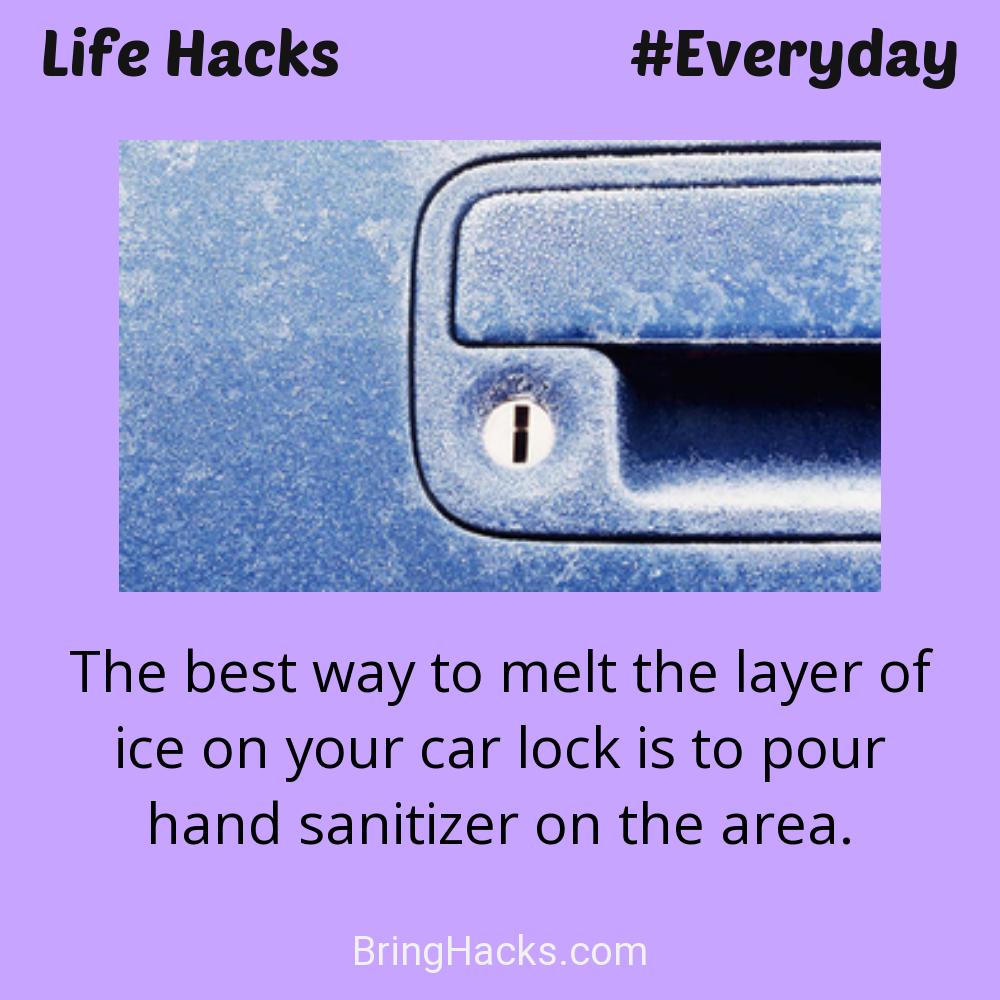 Life Hacks
#Everyday
The best way to melt the layer of
ice on your car lock is to pour
hand sanitizer on the area.
BringHacks.com